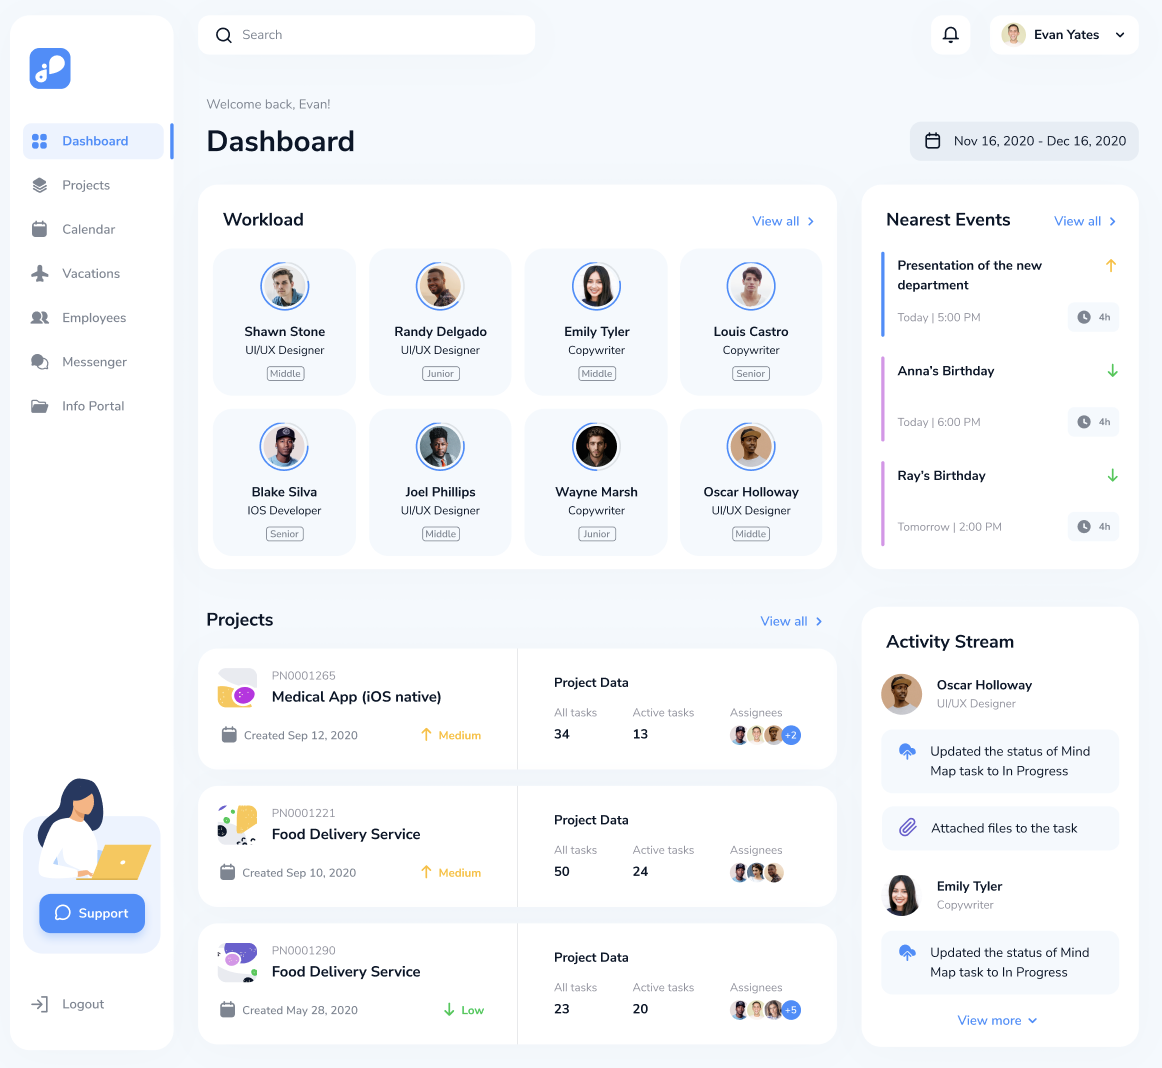 Search
Evan Yates
Dashboard
Projects
Calendar
Vacations
Employees
Messenger
Info Portal
Support
Logout
Welcome back, Evan!
Dashboard
Nov 16, 2020 - Dec 16, 2020
Workload
View all
Shawn Stone
UI/UX Designer
Middle
Randy Delgado
UI/UX Designer
Junior
Emily Tyler
Copywriter
Middle
Louis Castro
Copywriter
Senior
Blake Silva
IOS Developer
Senior
Joel Phillips
UI/UX Designer
Middle
Wayne Marsh
Copywriter
Junior
Oscar Holloway
UI/UX Designer
Middle
Nearest Events
View all
Presentation of the new
department
Today | 5:00 PM
4h
Anna's Birthday
Today | 6:00 PM
4h
Ray's Birthday
Tomorrow | 2:00 PM
4h
Projects
View all
PN0001265
Medical App (iOS native)
Created Sep 12, 2020
Medium
Project Data
All tasks
34
Active tasks
13
Assignees
+2
PN0001221
Food Delivery Service
Created Sep 10, 2020
Medium
Project Data
All tasks
50
Active tasks
24
Assignees
PN0001290
Food Delivery Service
Created May 28, 2020
Low
Project Data
All tasks
23
Active tasks
20
Assignees
+5
Activity Stream
Oscar Holloway
UI/UX Designer
Updated the status of Mind
Map task to In Progress
Attached files to the task
Emily Tyler
Copywriter
Updated the status of Mind
Map task to In Progress
View more